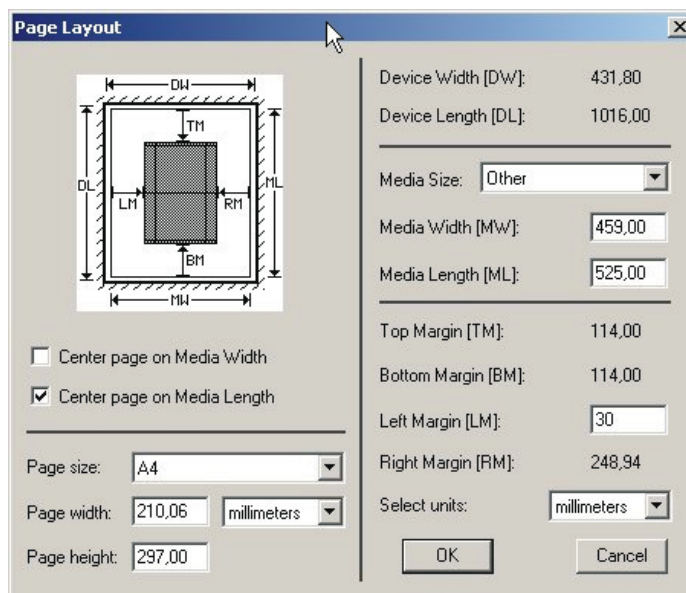 Page Layout
DW
TM
DL
ML
LM
RM
BM
MW
Center page on Media Width
Center page on Media Length
Page size: A4
Page width: 210,06 millimeters
Page height: 297,00
Device Width [DW]: 431,80
Device Length [DL]: 1016,00
Media Size: Other
Media Width [MW]: 459,00
Media Length [ML]: 525,00
Top Margin [TM]: 114,00
Bottom Margin [BM]: 114,00
Left Margin [LM]: 30
Right Margin [RM]: 248,94
Select units: millimeters
OK Cancel